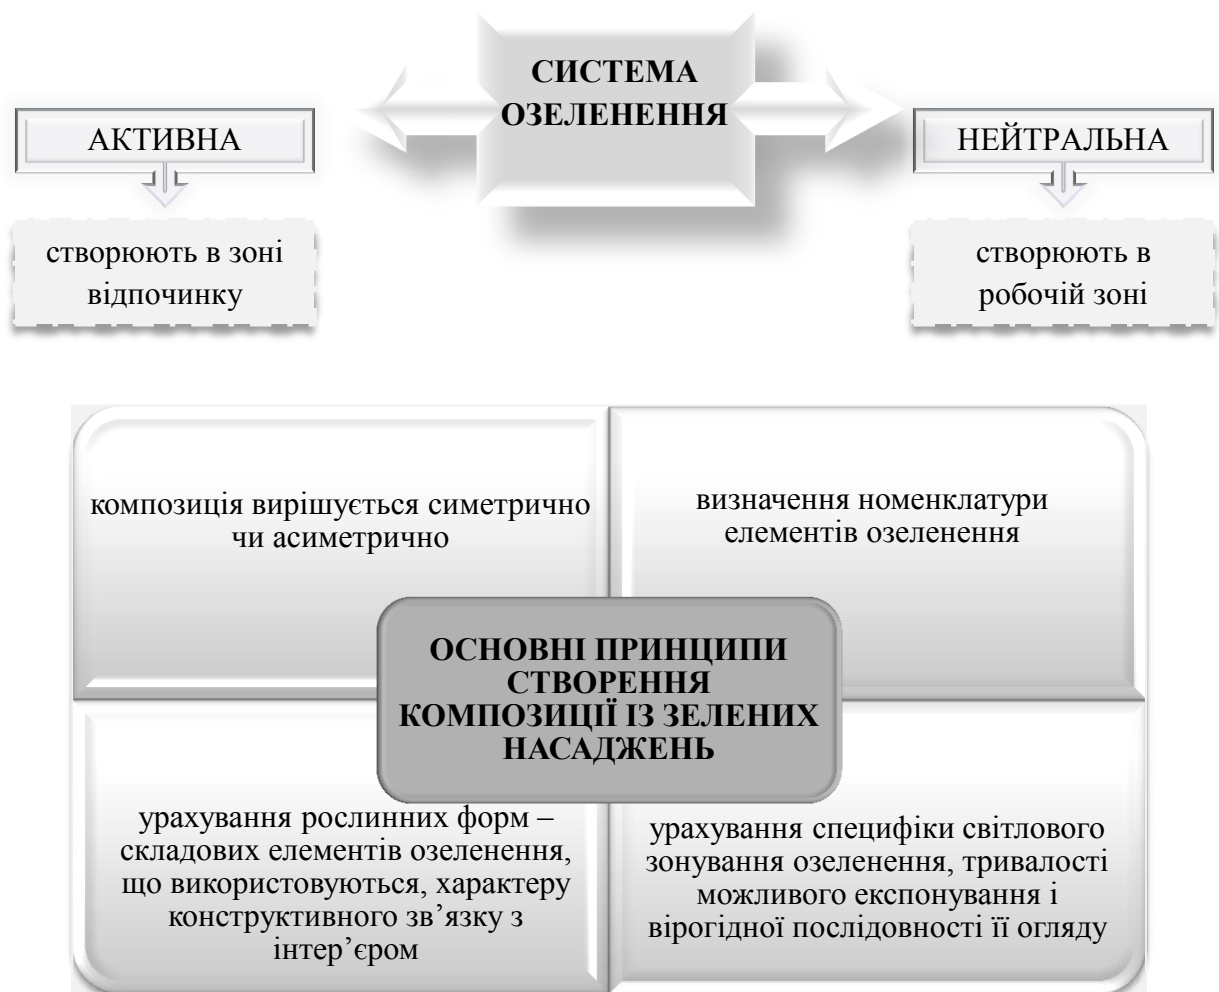 СИСТЕМА
ОЗЕЛЕНЕННЯ
АКТИВНА
НЕЙТРАЛЬНА
створюють в зоні
відпочинку
створюють в
робочій зоні
композиція вирішується симетрично
чи асиметрично
визначення номенклатури
елементів озеленення
ОСНОВНІ ПРИНЦИПИ
СТВОРЕННЯ
КОМПОЗИЦІЇ ІЗ ЗЕЛЕНИХ
НАСАДЖЕНЬ
урахування рослинних форм –
складових елементів озеленення,
що використовуються, характеру
конструктивного зв’язку з
інтер’єром
урахування специфіки світлового
зонування озеленення, тривалості
можливого експонування і
вірогідної послідовності її огляду